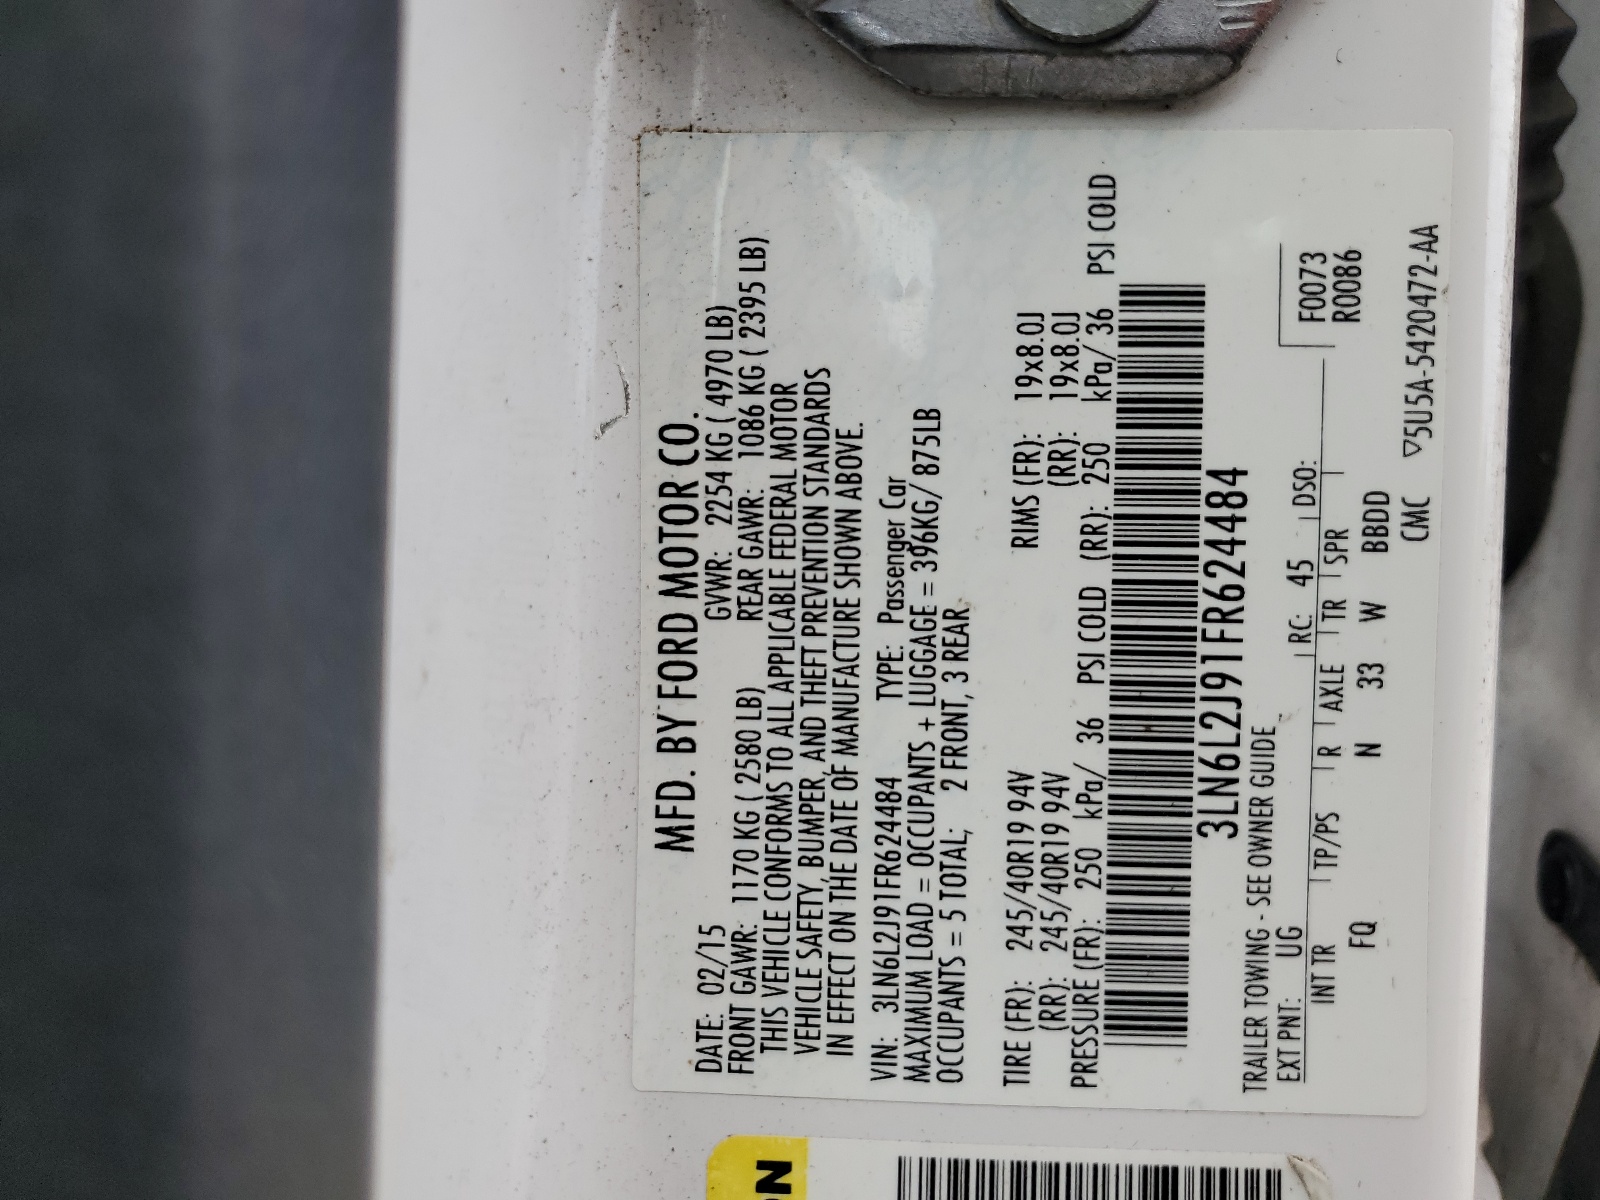 MFD. BY FORD MOTOR CO.
DATE: 02/15 GVWR: 2254 KG ( 4970 LB)
FRONT GAWR: 1170 KG ( 2580 LB) REAR GAWR: 1086 KG ( 2395 LB)
THIS VEHICLE CONFORMS TO ALL APPLICABLE FEDERAL MOTOR
VEHICLE SAFETY, BUMPER, AND THEFT PREVENTION STANDARDS
IN EFFECT ON THE DATE OF MANUFACTURE SHOWN ABOVE.
VIN: 3LN6L2J91FR624484 TYPE: Passenger Car
MAXIMUM LOAD = OCCUPANTS + LUGGAGE = 396KG/ 875LB
OCCUPANTS = 5 TOTAL, 2 FRONT, 3 REAR
TIRE (FR): 245/40R19 94V RIMS (FR): 19x8.0J
(RR): 245/40R19 94V (RR): 19x8.0J
PRESSURE (FR): 250 kPa/ 36 PSI COLD (RR): 250 kPa/ 36 PSI COLD
3LN6L2J91FR624484
TRAILER TOWING - SEE OWNER GUIDE
EXT PNT: UG RC: 45 DSO: F0073
INT TR TP/PS R AXLE TR SPR R0086
FQ N 33 W BBDD
CMC ▽5U5A-5420472-AA